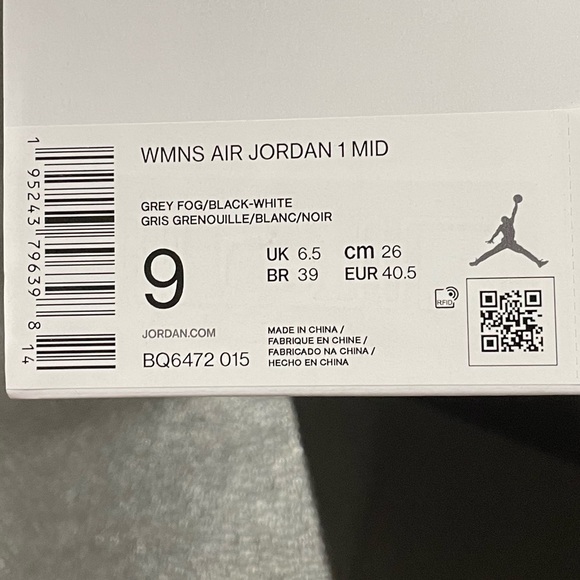 WMNS AIR JORDAN 1 MID
GREY FOG/BLACK-WHITE
GRIS GRENOUILLE/BLANC/NOIR
9
UK 6.5 cm 26
BR 39 EUR 40.5
RFID
JORDAN.COM
BQ6472 015
MADE IN CHINA /
FABRIQUE EN CHINE /
FABRICADO NA CHINA /
HECHO EN CHINA
1 95243 79639 8 14